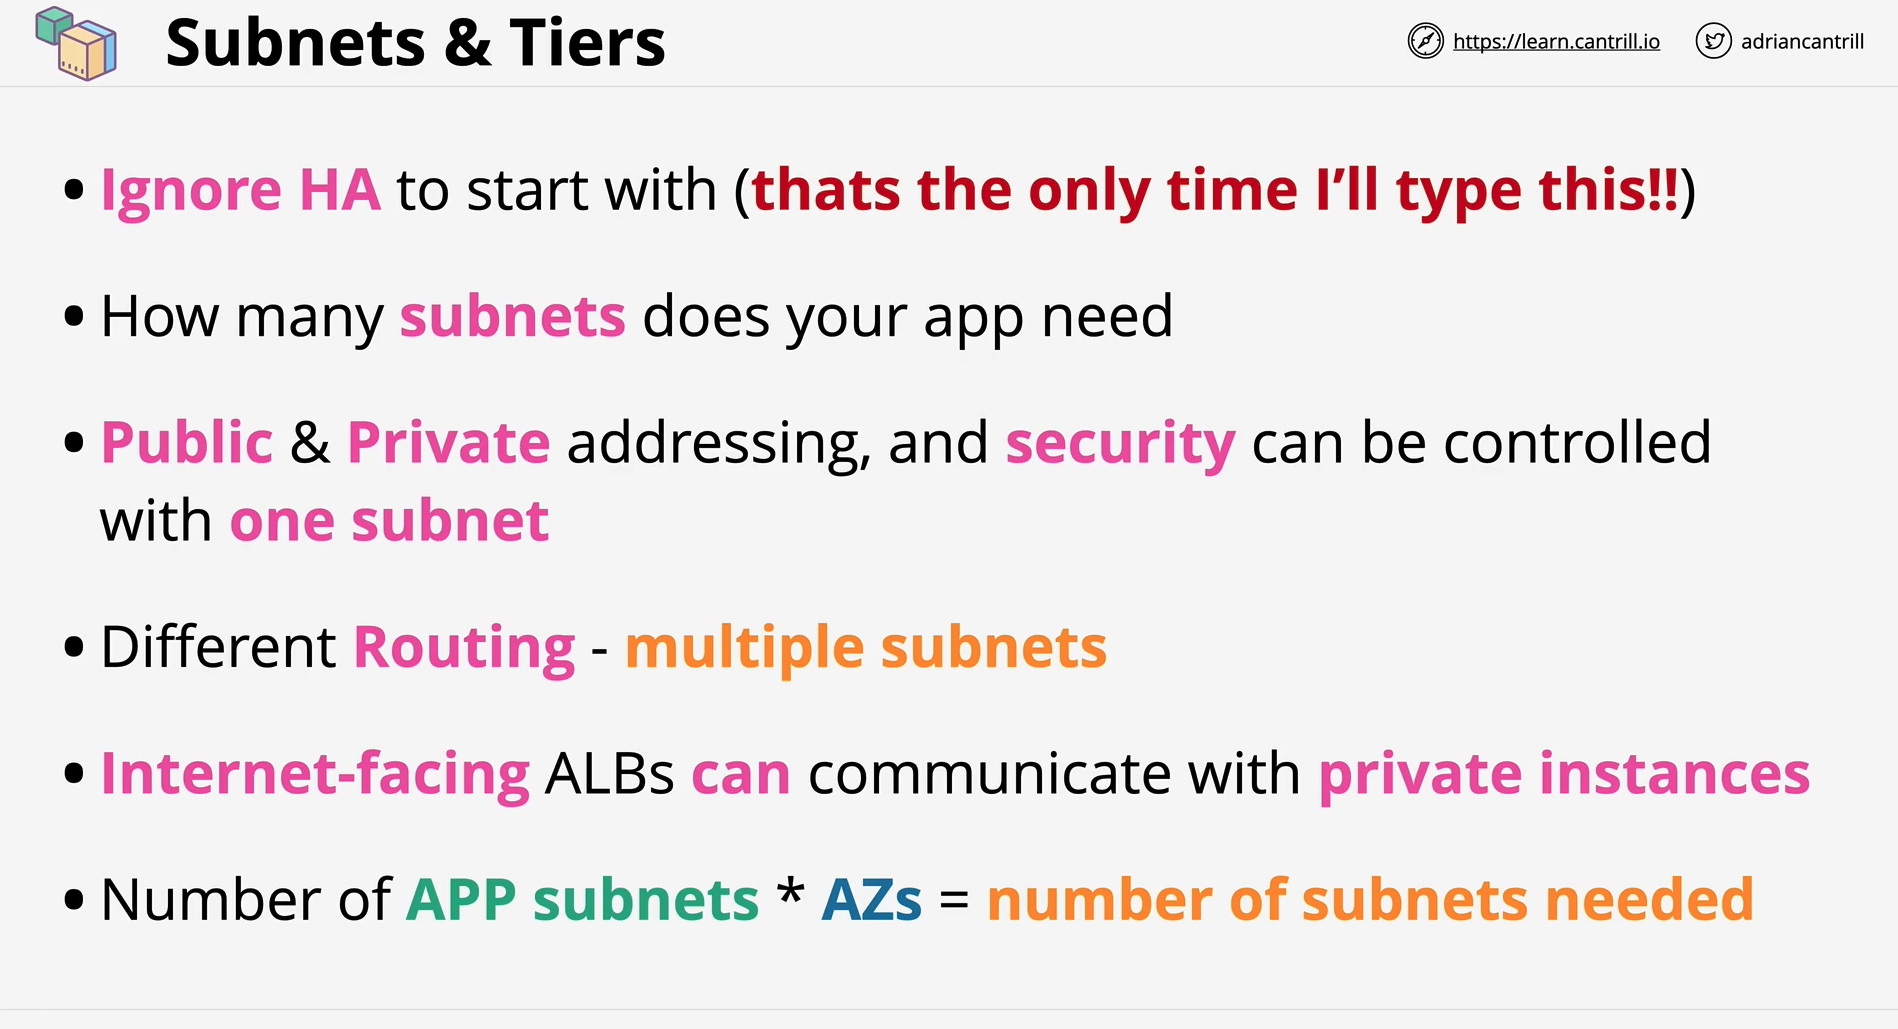 Subnets & Tiers
https://learn.cantrill.io
adriancantrill
• Ignore HA to start with (thats the only time I’ll type this!!)
• How many subnets does your app need
• Public & Private addressing, and security can be controlled
with one subnet
• Different Routing - multiple subnets
• Internet-facing ALBs can communicate with private instances
• Number of APP subnets * AZs = number of subnets needed